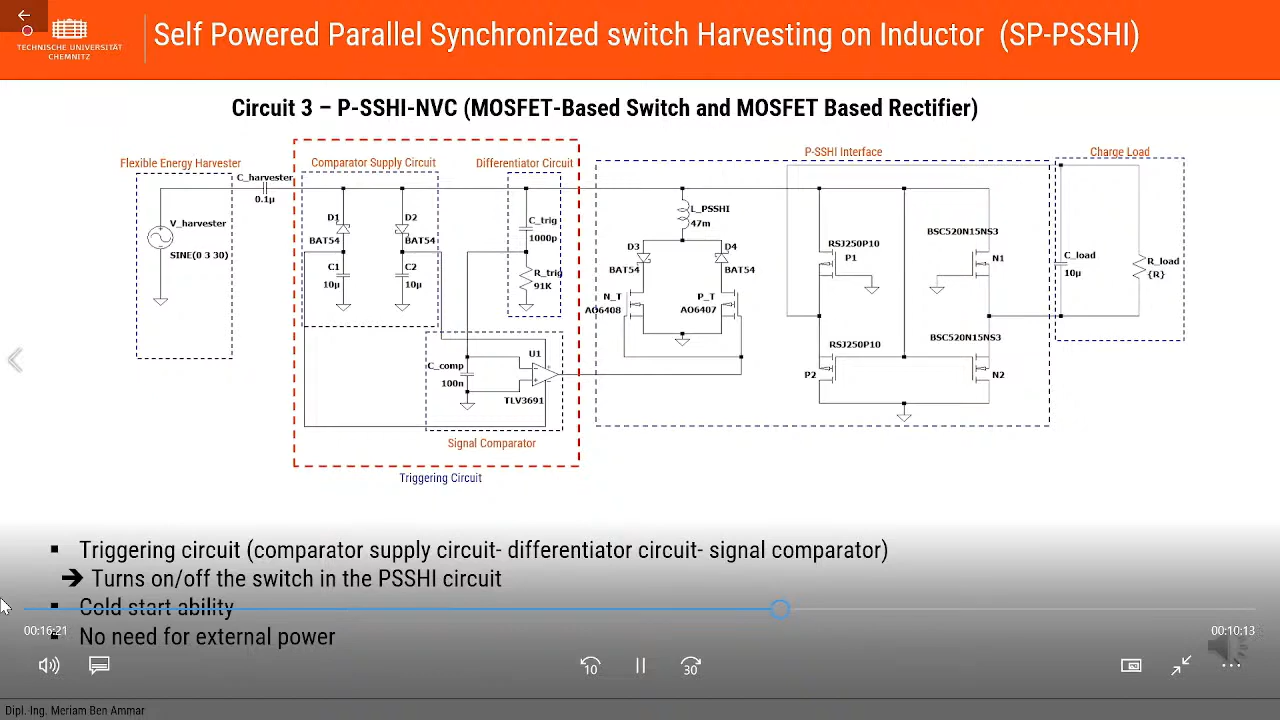 TECHNISCHE UNIVERSITÄT
CHEMNITZ
Self Powered Parallel Synchronized switch Harvesting on Inductor (SP-PSSHI)
Circuit 3 – P-SSHI-NVC (MOSFET-Based Switch and MOSFET Based Rectifier)
Flexible Energy Harvester
Comparator Supply Circuit
Differentiator Circuit
P-SSHI Interface
Charge Load
C_harvester
0.1µ
V_harvester
SINE(0 3 30)
D1
BAT54
D2
BAT54
C1
10µ
C2
10µ
C_trig
1000p
R_trig
91K
C_comp
100n
U1
TLV3691
Signal Comparator
Triggering Circuit
L_PSSHI
47m
D3
BAT54
D4
BAT54
N_T
AO6408
P_T
AO6407
RSJ250P10
P1
BSC520N15NS3
N1
RSJ250P10
P2
BSC520N15NS3
N2
C_load
10µ
R_load
{R}
▪ Triggering circuit (comparator supply circuit- differentiator circuit- signal comparator)
➔ Turns on/off the switch in the PSSHI circuit
▪ Cold start ability
▪ No need for external power
00:16:21
00:10:13
10
30
Dipl.-Ing. Meriam Ben Ammar